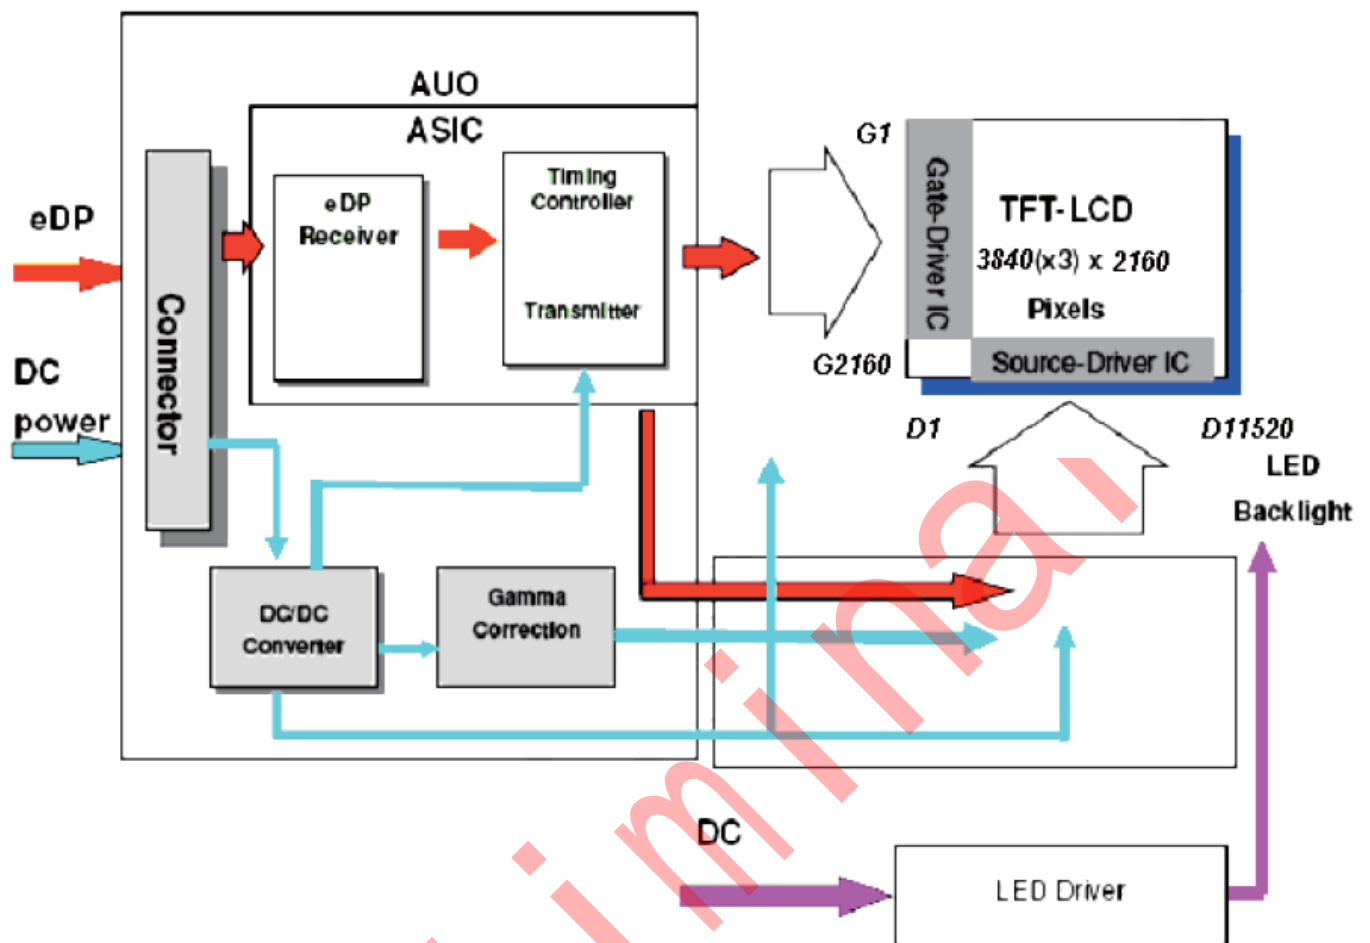 AUO
ASIC
eDP
DC
power
Connector
eDP
Receiver
Timing
Controller
Transmitter
DC/DC
Converter
Gamma
Correction
G1
G2160
Gate-Driver IC
TFT-LCD
3840(x3) x 2160
Pixels
Source-Driver IC
D1
D11520
LED
Backlight
DC
LED Driver
iminar